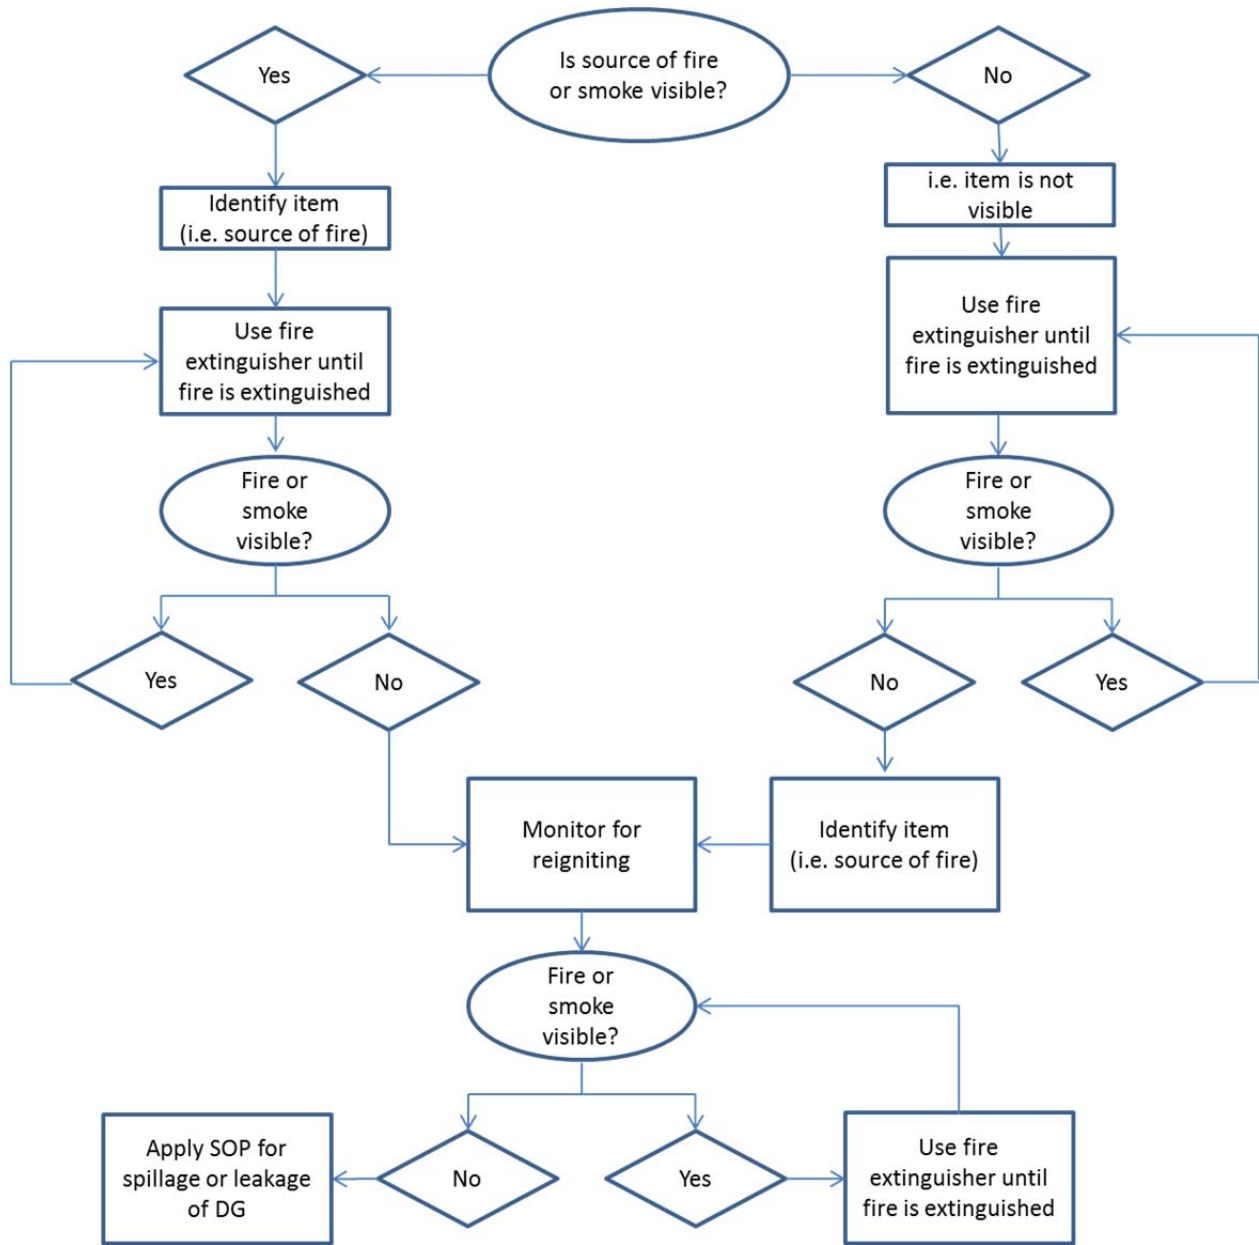 Is source of fire
or smoke visible?
Yes
No
Identify item
(i.e. source of fire)
i.e. item is not
visible
Use fire
extinguisher until
fire is extinguished
Use fire
extinguisher until
fire is extinguished
Fire or
smoke
visible?
Fire or
smoke
visible?
Yes
No
No
Yes
Monitor for
reigniting
Identify item
(i.e. source of fire)
Fire or
smoke
visible?
Apply SOP for
spillage or leakage
of DG
No
Yes
Use fire
extinguisher until
fire is extinguished